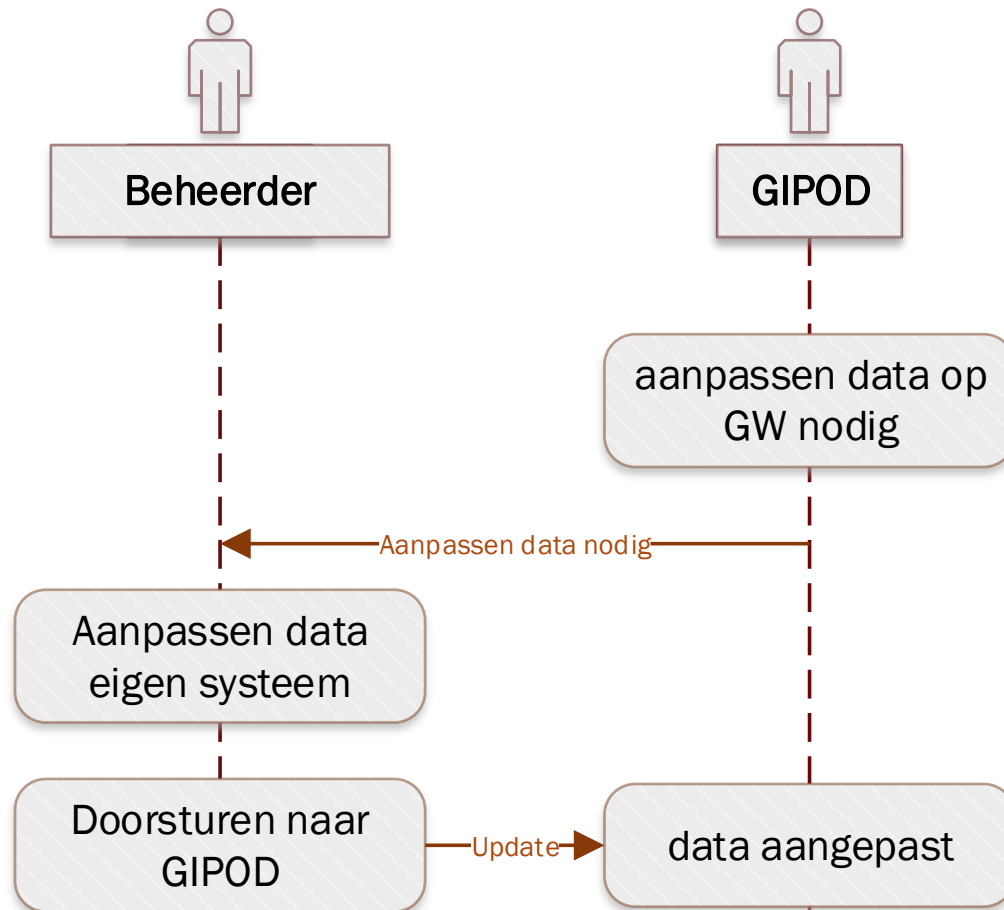 Beheerder
GIPOD
aanpassen data op
GW nodig
Aanpassen data nodig
Aanpassen data
eigen systeem
Doorsturen naar
GIPOD
Update
data aangepast